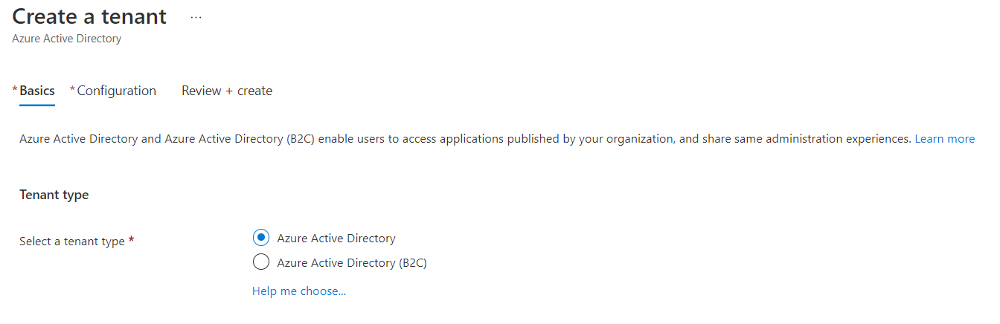 Create a tenant ...
Azure Active Directory
* Basics * Configuration Review + create
Azure Active Directory and Azure Active Directory (B2C) enable users to access applications published by your organization, and share same administration experiences. Learn more
Tenant type
Select a tenant type *
Azure Active Directory
Azure Active Directory (B2C)
Help me choose...